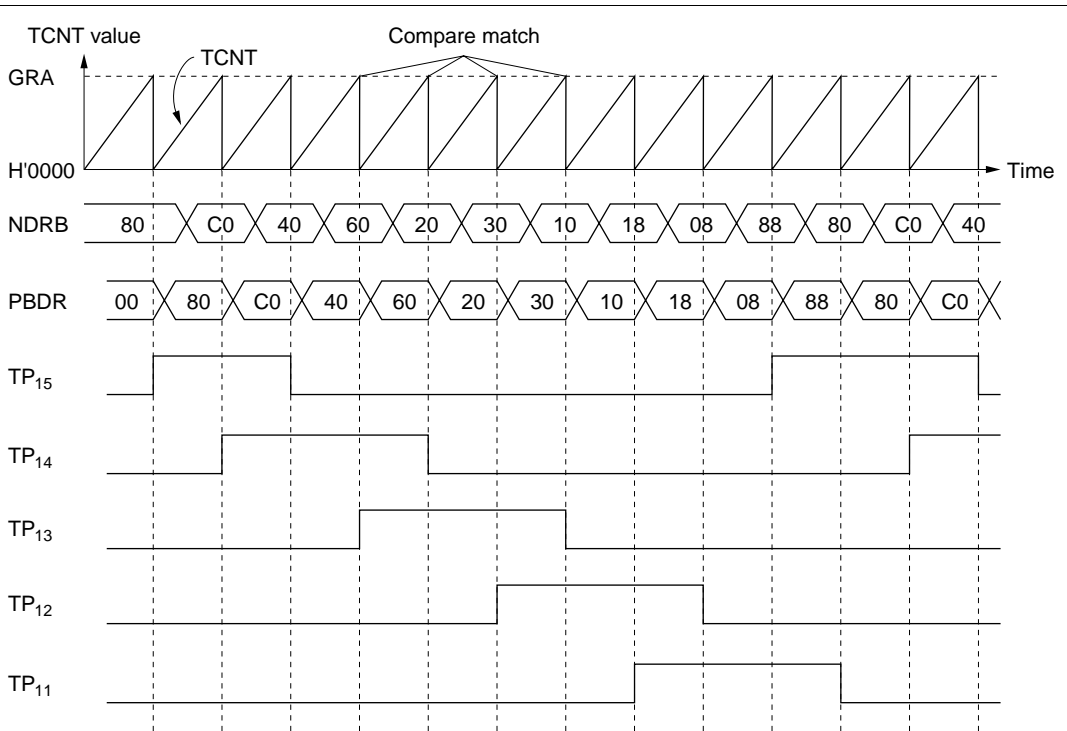 TCNT value
Compare match
TCNT
GRA
H'0000
Time
NDRB 80 C0 40 60 20 30 10 18 08 88 80 C0 40
PBDR 00 80 C0 40 60 20 30 10 18 08 88 80 C0
TP15
TP14
TP13
TP12
TP11